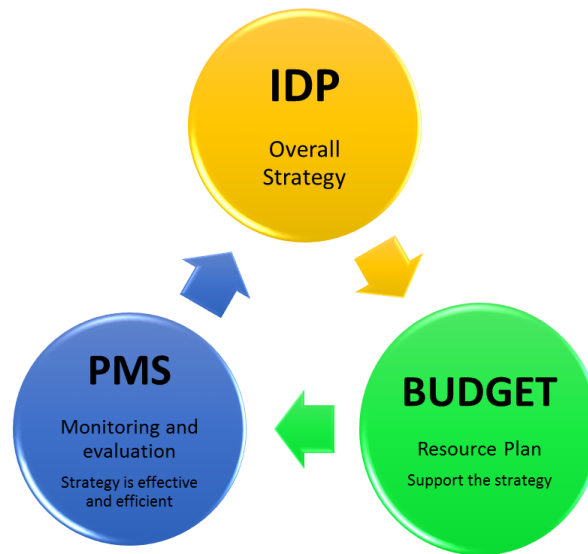 IDP
Overall
Strategy
PMS
Monitoring and
evaluation
Strategy is effective
and efficient
BUDGET
Resource Plan
Support the strategy